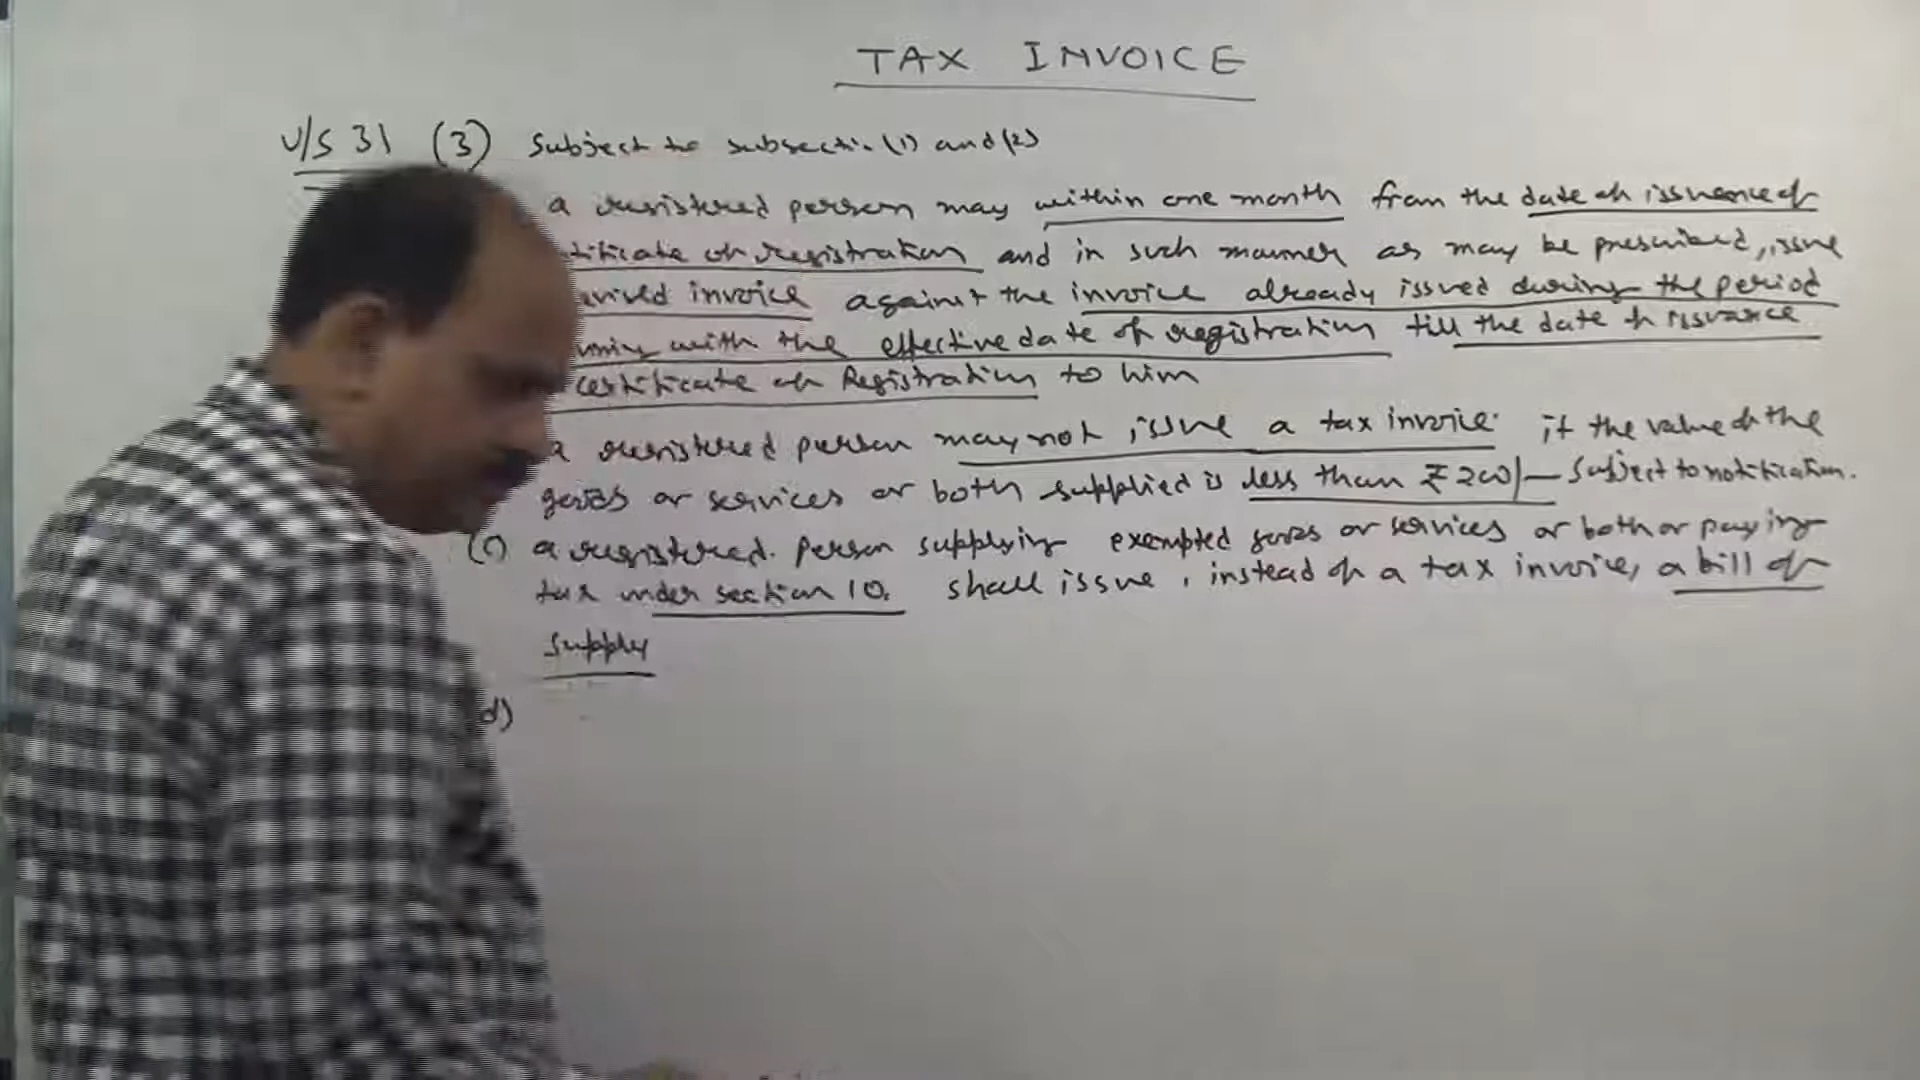 TAX INVOICE
U/S 31 (3) Subject to subsection (1) and (2)
a registered person may within one month from the date of issuance of
tificate of registration and in such manner as may be prescribed, issue
revised invoice against the invoice already issued during the period
nning with the effective date of registration till the date of issuance
certificate of Registration to him
a registered person may not issue a tax invoice if the value of the
goods or services or both supplied is less than ₹ 200/- Subject to notification.
(c) a registered person supplying exempted goods or services or both or paying
tax under section 10. shall issue, instead of a tax invoice, a bill of
supply
d)